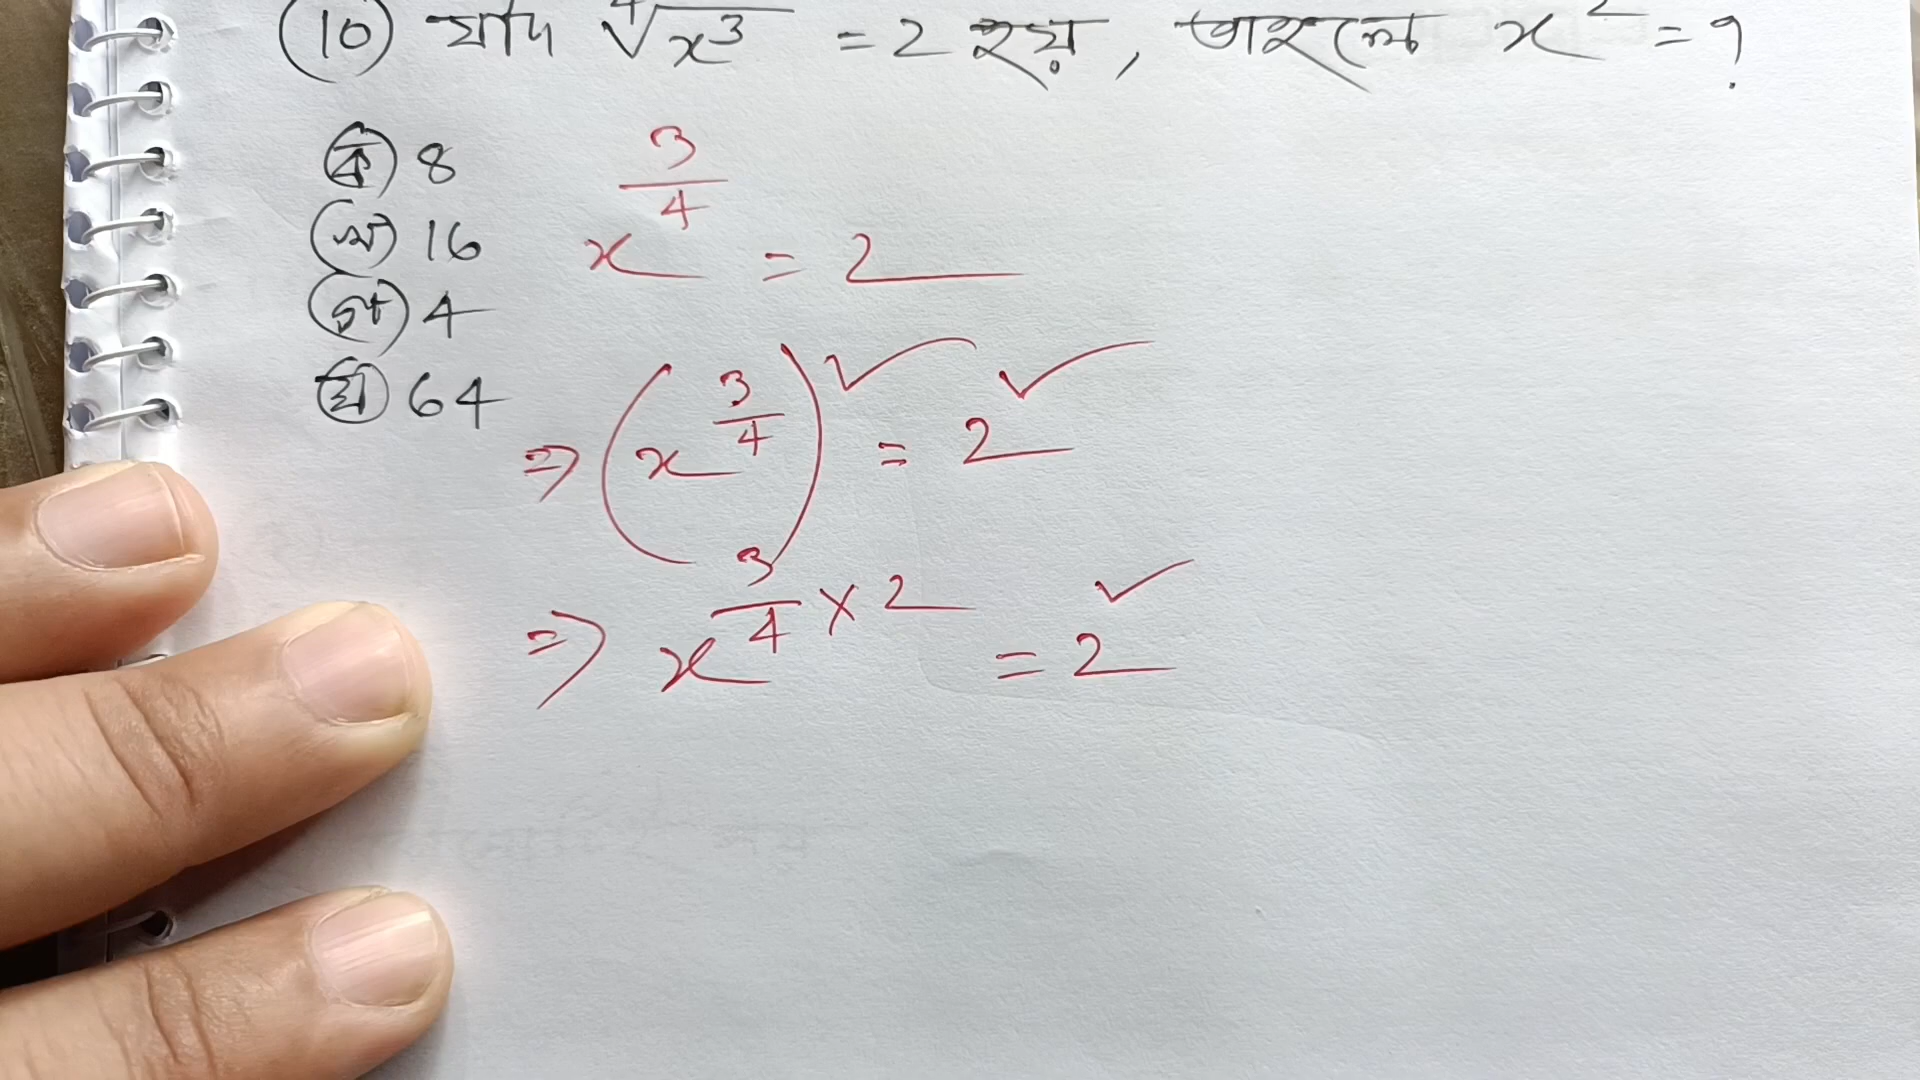 (10) যদি ∜x³ = 2 হয়, তাহলে x² = ?
(ক) 8
(খ) 16
(গ) 4
(ঘ) 64
x^(3/4) = 2
⇒ (x^(3/4))^✓ = 2^✓
⇒ x^(3/4 × 2) = 2^✓